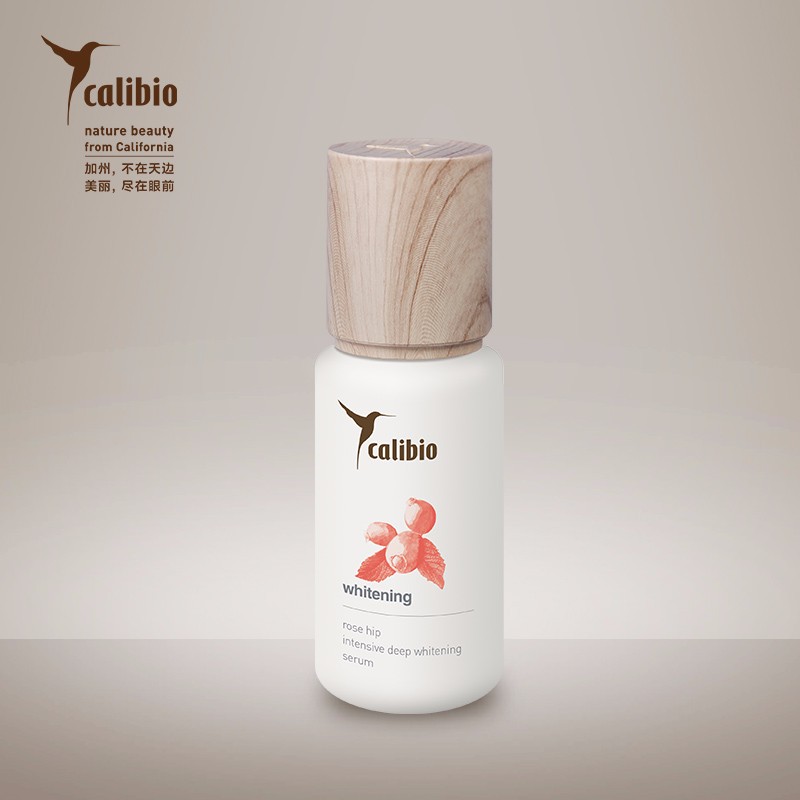 calibio
nature beauty
from California
加州，不在天边
美丽，尽在眼前
calibio
whitening
rose hip
intensive deep whitening
serum